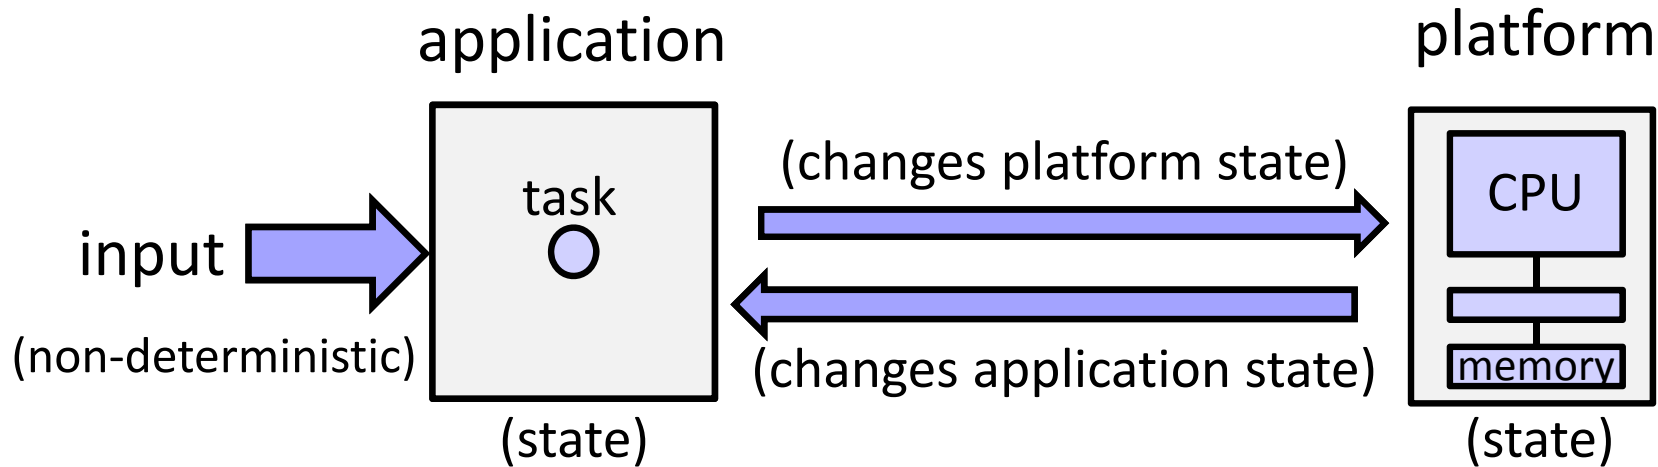 application
platform
(changes platform state)
task
CPU
input
(non-deterministic)
(changes application state)
memory
(state)
(state)